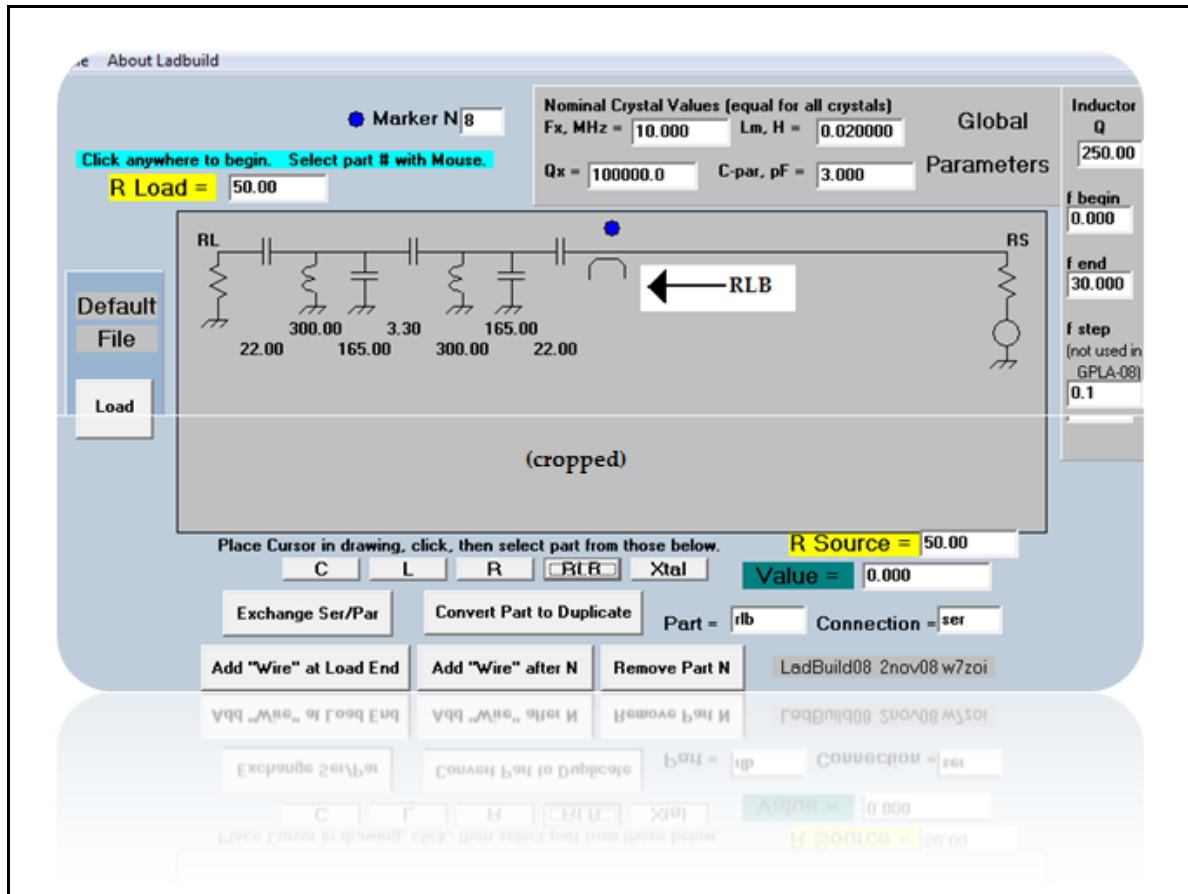 About Ladbuild
Marker N 8
Click anywhere to begin. Select part # with Mouse.
R Load = 50.00
Nominal Crystal Values (equal for all crystals)
Fx, MHz = 10.000 Lm, H = 0.020000
Qx = 100000.0 C-par, pF = 3.000
Global
Parameters
Inductor
Q
250.00
f begin
0.000
f end
30.000
f step
(not used in
GPLA-08)
0.1
Default
File
Load
RL RS
RLB
300.00 3.30 165.00
22.00 165.00 300.00 22.00
(cropped)
Place Cursor in drawing, click, then select part from those below.
C L R RLB Xtal
R Source = 50.00
Value = 0.000
Exchange Ser/Par Convert Part to Duplicate Part = rlb Connection = ser
Add "Wire" at Load End Add "Wire" after N Remove Part N LadBuild08 2nov08 w7zoi